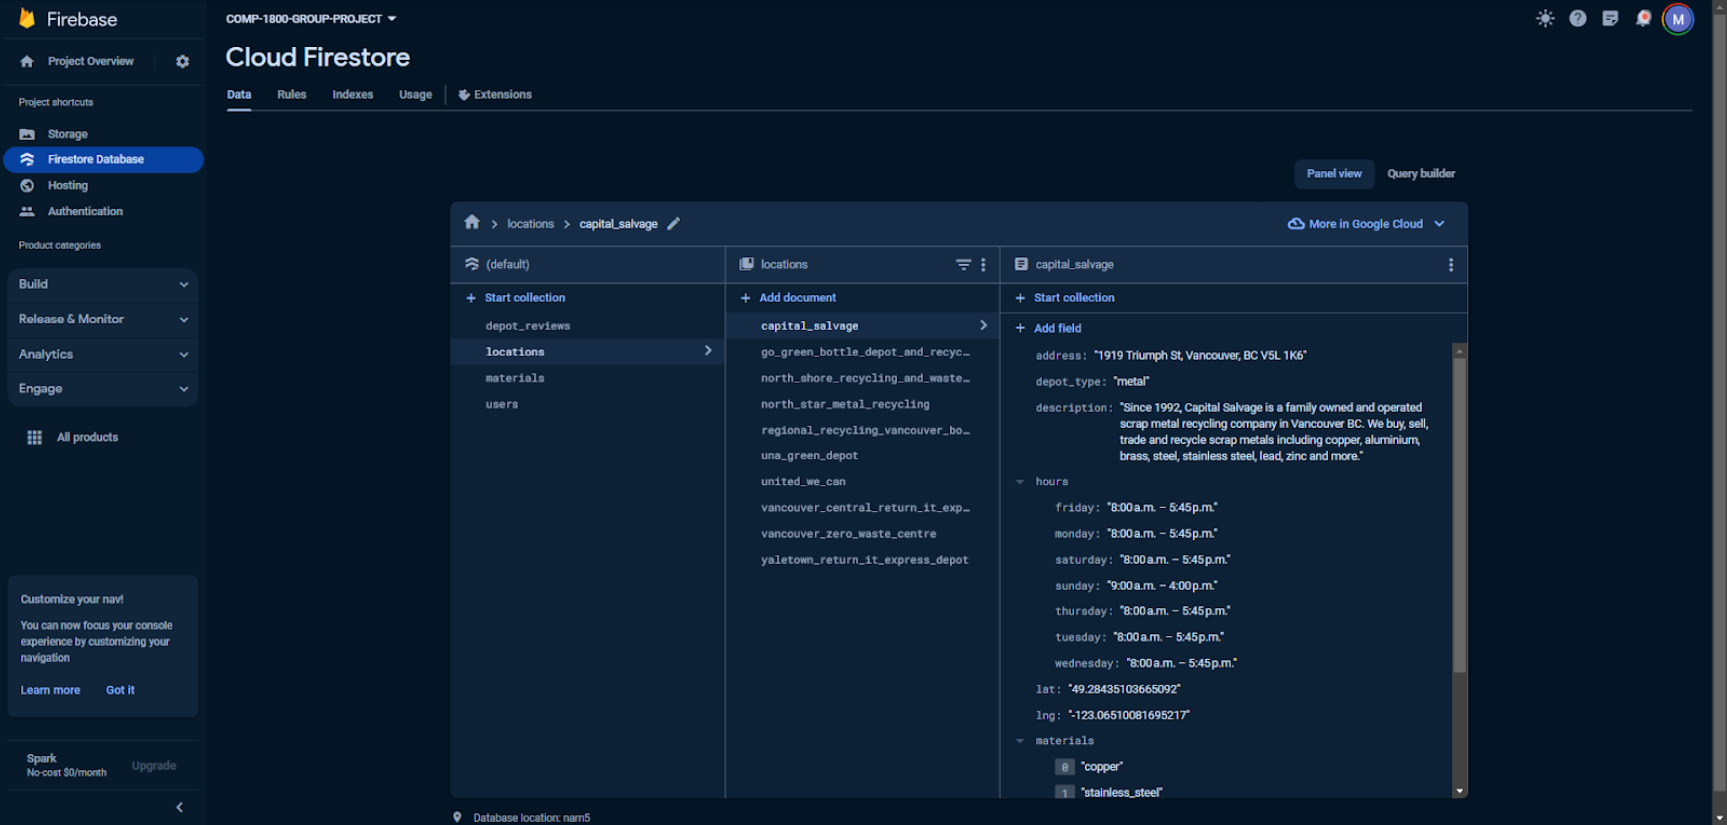 Firebase
COMP-1800-GROUP-PROJECT
M
Project Overview
Cloud Firestore
Data Rules Indexes Usage Extensions
Project shortcuts
Storage
Firestore Database
Hosting
Authentication
Product categories
Build
Release & Monitor
Analytics
Engage
All products
Customize your nav!
You can now focus your console
experience by customizing your
navigation
Learn more Got it
Spark
No-cost $0/month
Upgrade
Panel view Query builder
locations capital_salvage
More in Google Cloud
(default)
Start collection
depot_reviews
locations
materials
users
locations
Add document
capital_salvage
go_green_bottle_depot_and_recyc…
north_shore_recycling_and_waste…
north_star_metal_recycling
regional_recycling_vancouver_bo…
una_green_depot
united_we_can
vancouver_central_return_it_exp…
vancouver_zero_waste_centre
yaletown_return_it_express_depot
capital_salvage
Start collection
Add field
address: "1919 Triumph St, Vancouver, BC V5L 1K6"
depot_type: "metal"
description: "Since 1992, Capital Salvage is a family owned and operated
scrap metal recycling company in Vancouver BC. We buy, sell,
trade and recycle scrap metals including copper, aluminium,
brass, steel, stainless steel, lead, zinc and more."
hours
friday: "8:00 a.m. – 5:45 p.m."
monday: "8:00 a.m. – 5:45 p.m."
saturday: "8:00 a.m. – 5:45 p.m."
sunday: "9:00 a.m. – 4:00 p.m."
thursday: "8:00 a.m. – 5:45 p.m."
tuesday: "8:00 a.m. – 5:45 p.m."
wednesday: "8:00 a.m. – 5:45 p.m."
lat: "49.28435103665092"
lng: "-123.06510081695217"
materials
0 "copper"
1 "stainless_steel"
Database location: nam5